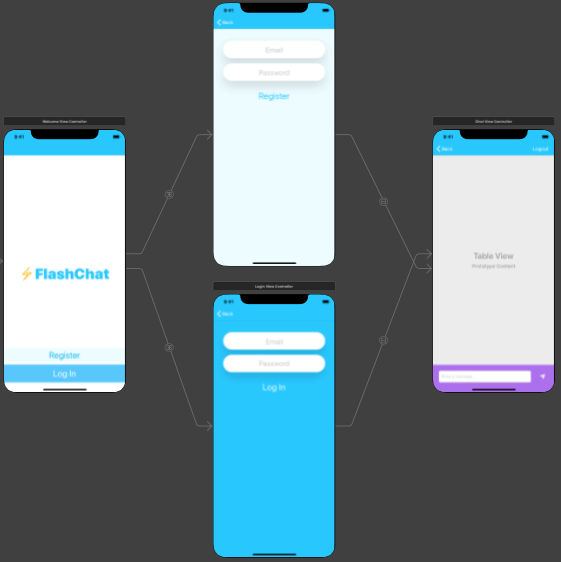 Welcome View Controller
9:41
⚡FlashChat
Register
Log In
9:41
Back
Email
Password
Register
Login View Controller
9:41
Back
Email
Password
Log In
Chat View Controller
9:41
Back
Logout
Table View
Prototype Content